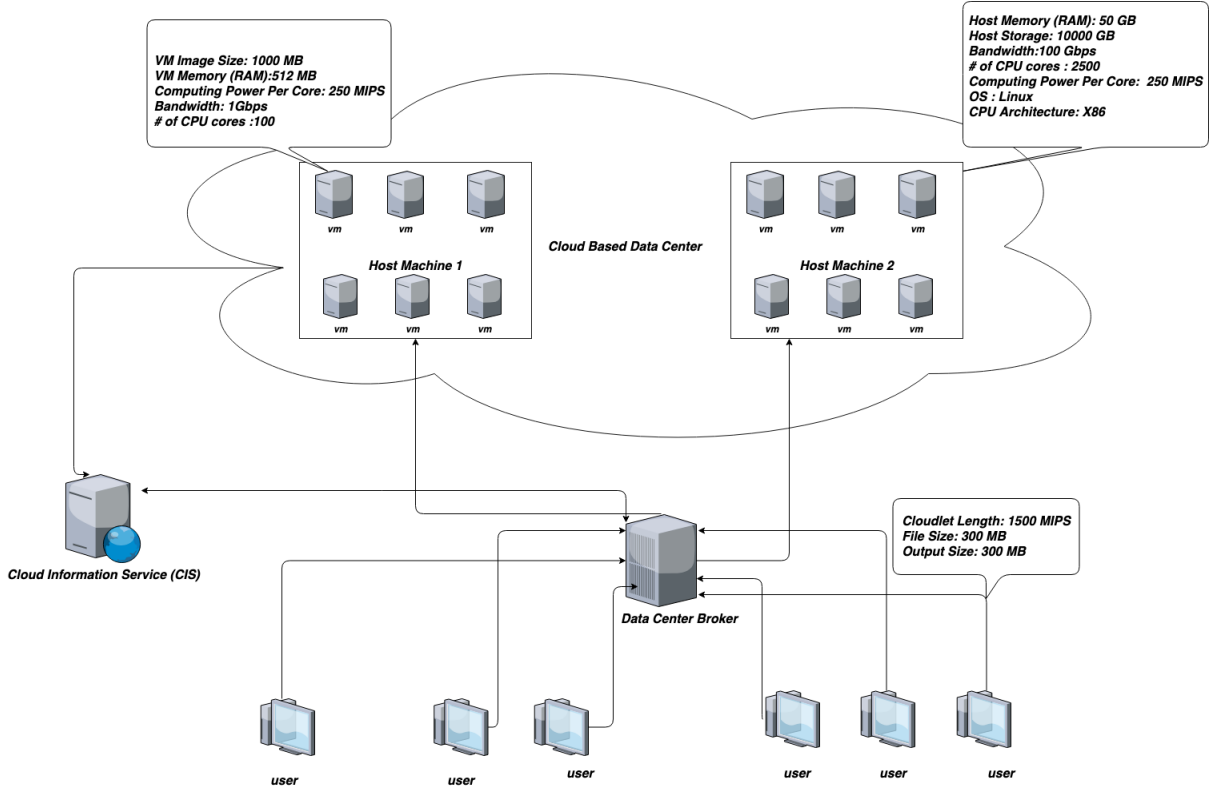 VM Image Size: 1000 MB
VM Memory (RAM):512 MB
Computing Power Per Core: 250 MIPS
Bandwidth: 1Gbps
# of CPU cores :100
Host Memory (RAM): 50 GB
Host Storage: 10000 GB
Bandwidth:100 Gbps
# of CPU cores : 2500
Computing Power Per Core:  250 MIPS
OS : Linux
CPU Architecture: X86
vm
vm
vm
vm
vm
vm
Cloud Based Data Center
Host Machine 1
Host Machine 2
vm
vm
vm
vm
vm
vm
Cloud Information Service (CIS)
Cloudlet Length: 1500 MIPS
File Size: 300 MB
Output Size: 300 MB
Data Center Broker
user
user
user
user
user
user